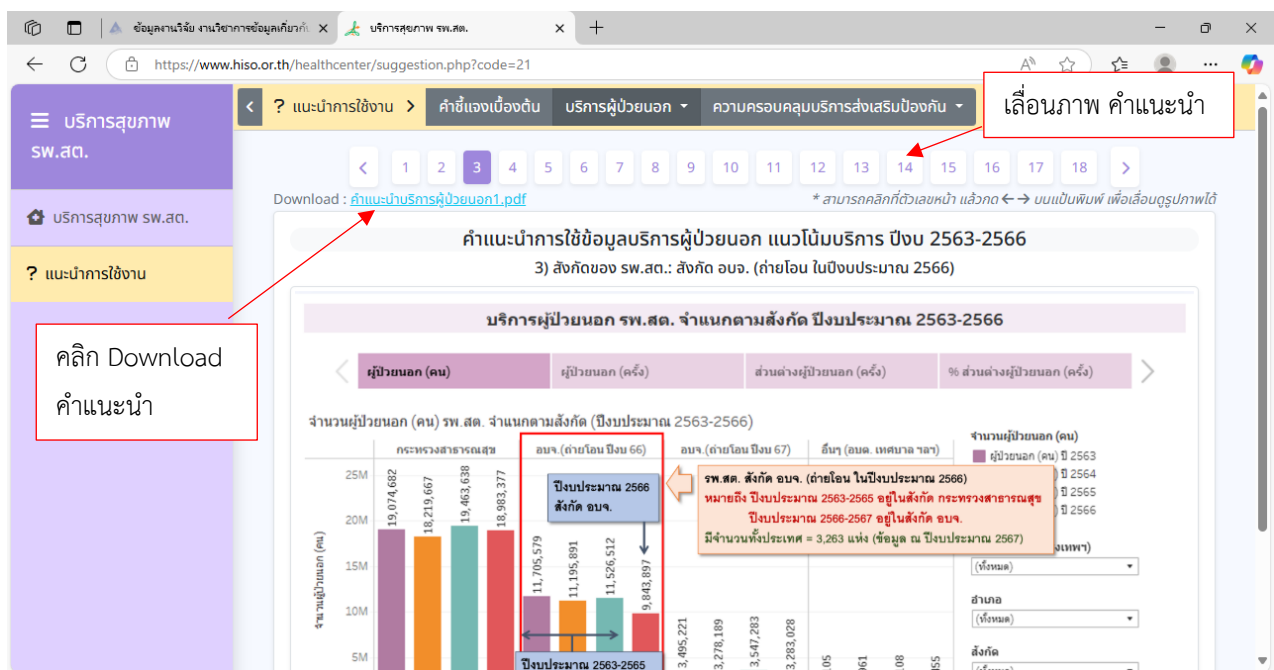 ข้อมูลงานวิจัย งานวิชาการข้อมูลเกี่ยวกับ
บริการสุขภาพ รพ.สต.
https://www.hiso.or.th/healthcenter/suggestion.php?code=21
บริการสุขภาพ
รพ.สต.
? แนะนำการใช้งาน
คำชี้แจงเบื้องต้น
บริการผู้ป่วยนอก
ความครอบคลุมบริการส่งเสริมป้องกัน
เลื่อนภาพ คำแนะนำ
1 2 3 4 5 6 7 8 9 10 11 12 13 14 15 16 17 18
Download : คำแนะนำบริการผู้ป่วยนอก1.pdf
* สามารถคลิกที่ตัวเลขหน้า แล้วกด ← → บนแป้นพิมพ์ เพื่อเลื่อนดูรูปภาพได้
บริการสุขภาพ รพ.สต.
? แนะนำการใช้งาน
คลิก Download
คำแนะนำ
คำแนะนำการใช้ข้อมูลบริการผู้ป่วยนอก แนวโน้มบริการ ปีงบ 2563-2566
3) สังกัดของ รพ.สต.: สังกัด อบจ. (ถ่ายโอน ในปีงบประมาณ 2566)
บริการผู้ป่วยนอก รพ.สต. จำแนกตามสังกัด ปีงบประมาณ 2563-2566
ผู้ป่วยนอก (คน)
ผู้ป่วยนอก (ครั้ง)
ส่วนต่างผู้ป่วยนอก (ครั้ง)
% ส่วนต่างผู้ป่วยนอก (ครั้ง)
จำนวนผู้ป่วยนอก (คน) รพ.สต. จำแนกตามสังกัด (ปีงบประมาณ 2563-2566)
กระทรวงสาธารณสุข
อบจ.(ถ่ายโอน ปีงบ 66)
อบจ.(ถ่ายโอน ปีงบ 67)
อื่นๆ (อบต. เทศบาล ฯลฯ)
จำนวนผู้ป่วยนอก (คน)
ผู้ป่วยนอก (คน) ปี 2563
) ปี 2564
) ปี 2565
) ปี 2566
จำนวนผู้ป่วยนอก (คน)
25M
20M
15M
10M
5M
19,074,682
18,219,667
19,463,638
18,983,377
11,705,579
11,195,891
11,526,512
9,843,897
3,495,221
3,278,189
3,547,283
3,283,028
ปีงบประมาณ 2566
สังกัด อบจ.
ปีงบประมาณ 2563-2565
รพ.สต. สังกัด อบจ. (ถ่ายโอน ในปีงบประมาณ 2566)
หมายถึง ปีงบประมาณ 2563-2565 อยู่ในสังกัด กระทรวงสาธารณสุข
ปีงบประมาณ 2566-2567 อยู่ในสังกัด อบจ.
มีจำนวนทั้งประเทศ = 3,263 แห่ง (ข้อมูล ณ ปีงบประมาณ 2567)
(ทั้งหมด)
อำเภอ
(ทั้งหมด)
สังกัด